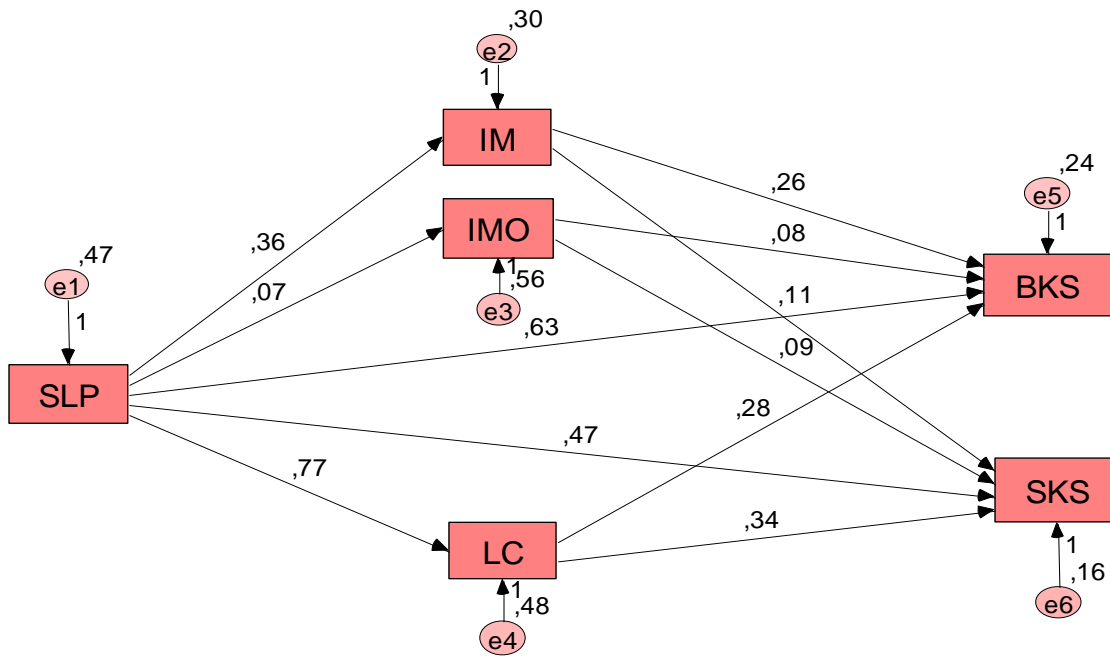 ,30
e2
1
IM
,24
e5
1
,26
IMO
,08
,47
e1
1
,36
,07
1
,56
e3
,63
BKS
,11
,09
SLP
,28
,47
,77
SKS
LC
,34
1
,48
e4
1
,16
e6